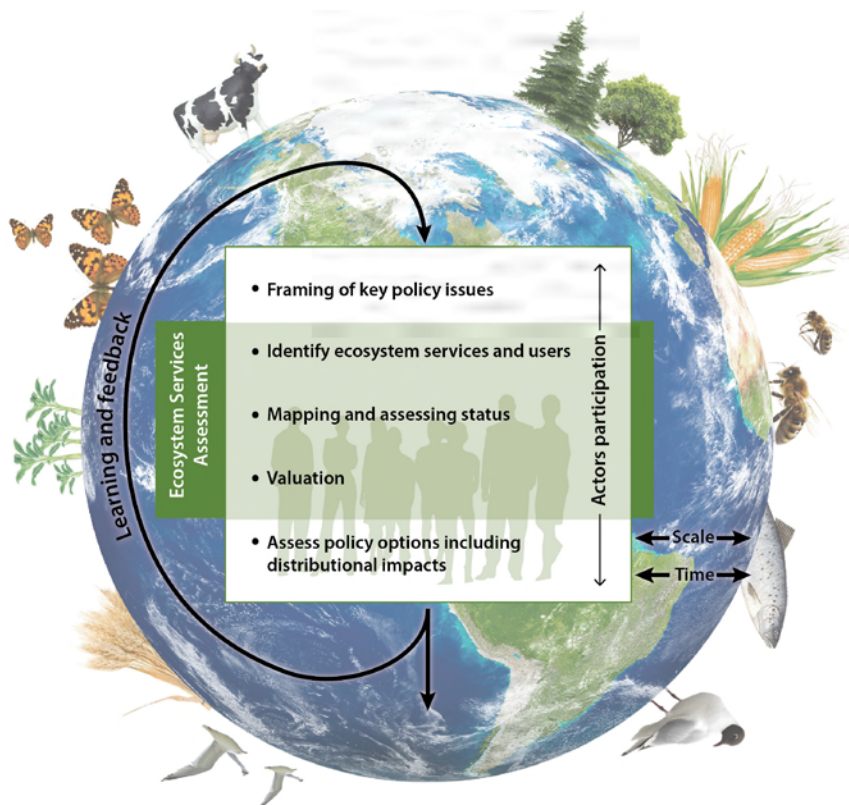 Framing of key policy issues
Identify ecosystem services and users
Mapping and assessing status
Valuation
Assess policy options including
distributional impacts
Ecosystem Services
Assessment
Learning and feedback
Actors participation
Scale
Time